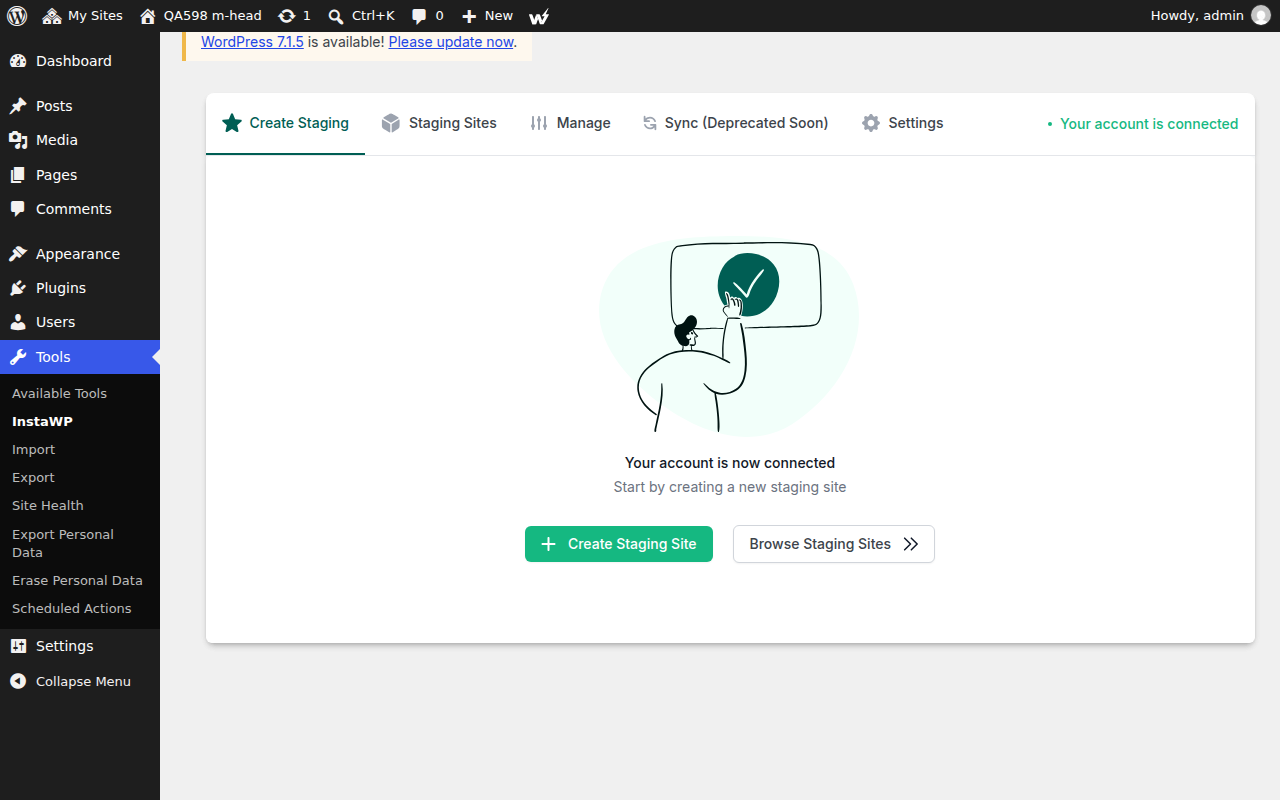 My Sites
QA598 m-head
1
Ctrl+K
0
New
Howdy, admin
WordPress 7.1.5 is available! Please update now.
Dashboard
Posts
Media
Pages
Comments
Appearance
Plugins
Users
Tools
Available Tools
InstaWP
Import
Export
Site Health
Export Personal
Data
Erase Personal Data
Scheduled Actions
Settings
Collapse Menu
Create Staging
Staging Sites
Manage
Sync (Deprecated Soon)
Settings
• Your account is connected
Your account is now connected
Start by creating a new staging site
Create Staging Site
Browse Staging Sites